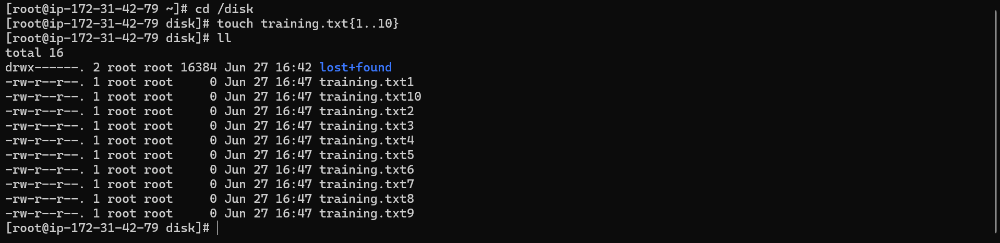 [root@ip-172-31-42-79 ~]# cd /disk
[root@ip-172-31-42-79 disk]# touch training.txt{1..10}
[root@ip-172-31-42-79 disk]# ll
total 16
drwx------. 2 root root 16384 Jun 27 16:42 lost+found
-rw-r--r--. 1 root root     0 Jun 27 16:47 training.txt1
-rw-r--r--. 1 root root     0 Jun 27 16:47 training.txt10
-rw-r--r--. 1 root root     0 Jun 27 16:47 training.txt2
-rw-r--r--. 1 root root     0 Jun 27 16:47 training.txt3
-rw-r--r--. 1 root root     0 Jun 27 16:47 training.txt4
-rw-r--r--. 1 root root     0 Jun 27 16:47 training.txt5
-rw-r--r--. 1 root root     0 Jun 27 16:47 training.txt6
-rw-r--r--. 1 root root     0 Jun 27 16:47 training.txt7
-rw-r--r--. 1 root root     0 Jun 27 16:47 training.txt8
-rw-r--r--. 1 root root     0 Jun 27 16:47 training.txt9
[root@ip-172-31-42-79 disk]#